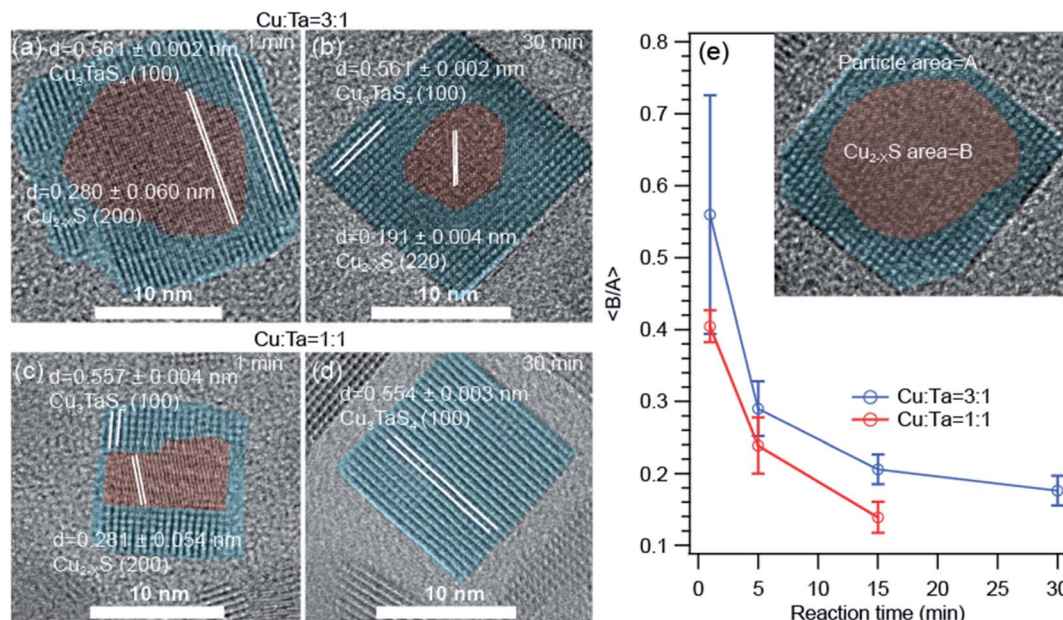 Cu:Ta=3:1
(a)
d=0.561 ± 0.002 nm
1 min
Cu₃TaS₄ (100)
d=0.280 ± 0.060 nm
Cu₂₋ₓS (200)
10 nm
(b)
30 min
d=0.561 ± 0.002 nm
Cu₃TaS₄ (100)
d=0.191 ± 0.004 nm
Cu₂₋ₓS (220)
10 nm
Cu:Ta=1:1
(c)
1 min
d=0.557 ± 0.004 nm
Cu₃TaS₄ (100)
d=0.281 ± 0.054 nm
Cu₂₋ₓS (200)
10 nm
(d)
30 min
d=0.554 ± 0.003 nm
Cu₃TaS₄ (100)
10 nm
(e)
Particle area=A
Cu₂₋ₓS area=B
<B/A>
0.8
0.7
0.6
0.5
0.4
0.3
0.2
0.1
Cu:Ta=3:1
Cu:Ta=1:1
0 5 10 15 20 25 30
Reaction time (min)